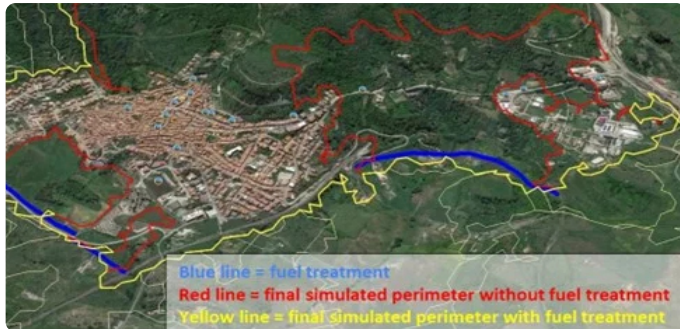 Blue line = fuel treatment
Red line = final simulated perimeter without fuel treatment
Yellow line = final simulated perimeter with fuel treatment